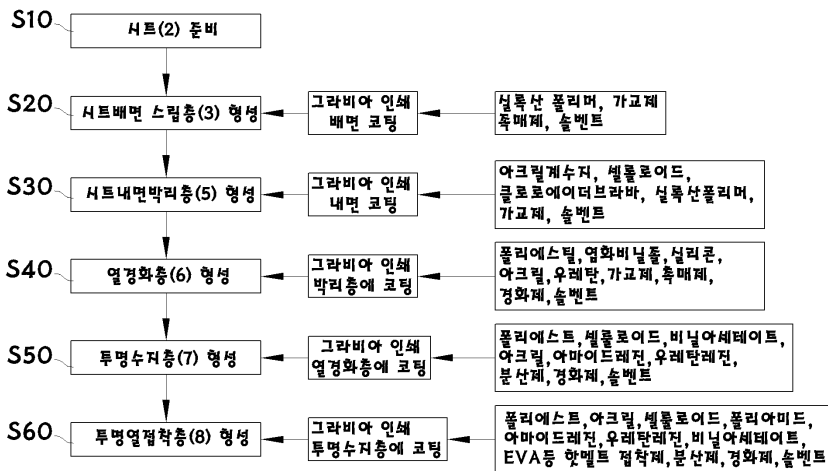 S10
시트(2) 준비
S20
시트배면 스립층(3) 형성
그라비아 인쇄
배면 코팅
실록산 폴리머, 가교제
촉매제, 솔벤트
S30
시트내면박리층(5) 형성
그라비아 인쇄
내면 코팅
아크릴계수지, 셀룰로이드,
클로로에이더브라바, 실록산폴리머,
가교제, 솔벤트
S40
열경화층(6) 형성
그라비아 인쇄
박리층에 코팅
폴리에스틸,염화비닐졸,실리콘,
아크릴,우레탄,가교제,촉매제,
경화제,솔벤트
S50
투명수지층(7) 형성
그라비아 인쇄
열경화층에 코팅
폴리에스트,셀룰로이드,비닐아세테이트,
아크릴,아마이드레진,우레탄레진,
분산제,경화제,솔벤트
S60
투명열접착층(8) 형성
그라비아 인쇄
투명수지층에 코팅
폴리에스트,아크릴,셀룰로이드,폴리아미드,
아마이드레진,우레탄레진,비닐아세테이트,
EVA등 핫멜트 접착제,분산제,경화제,솔벤트